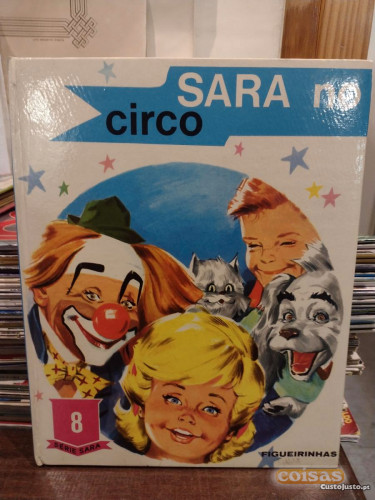 SARA no
circo
8
SÉRIE SARA
FIGUEIRINHAS
coisas
CustoJusto.pt